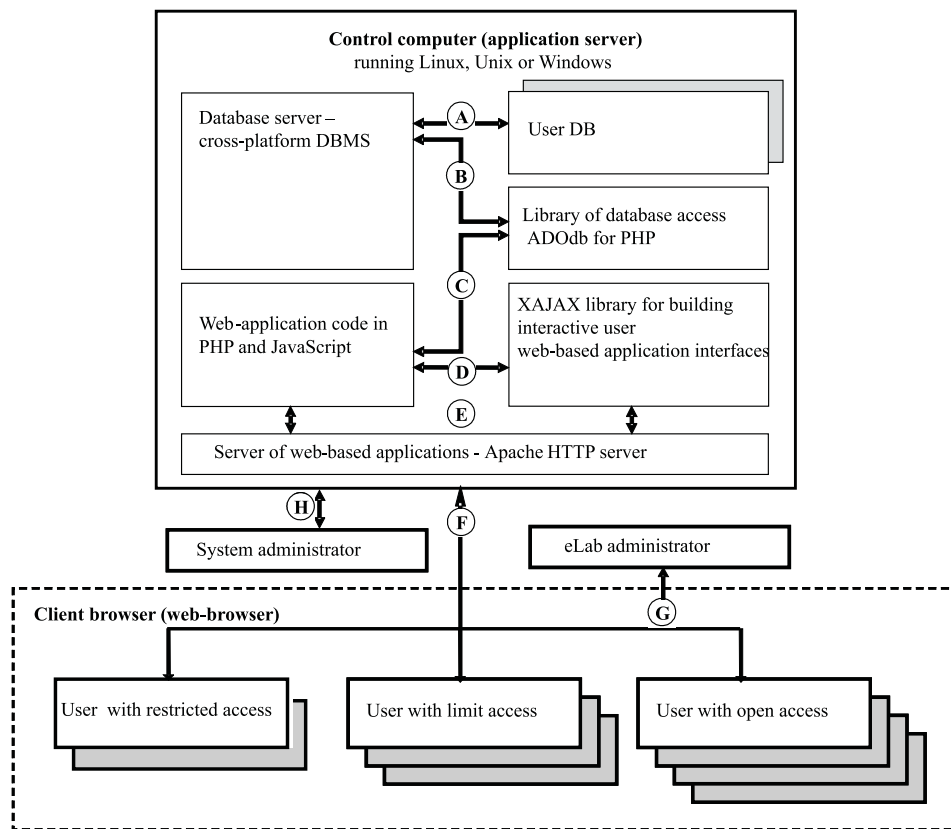 Control computer (application server)
running Linux, Unix or Windows
Database server –
cross-platform DBMS
A
User DB
B
Library of database access
ADOdb for PHP
C
Web-application code in
PHP and JavaScript
XAJAX library for building
interactive user
web-based application interfaces
D
E
Server of web-based applications - Apache HTTP server
H
F
System administrator
eLab administrator
G
Client browser (web-browser)
User with restricted access
User with limit access
User with open access